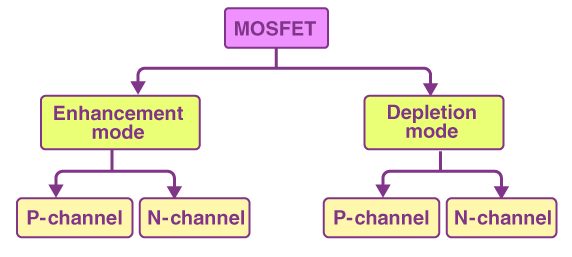 MOSFET
Enhancement
mode
Depletion
mode
P-channel
N-channel
P-channel
N-channel